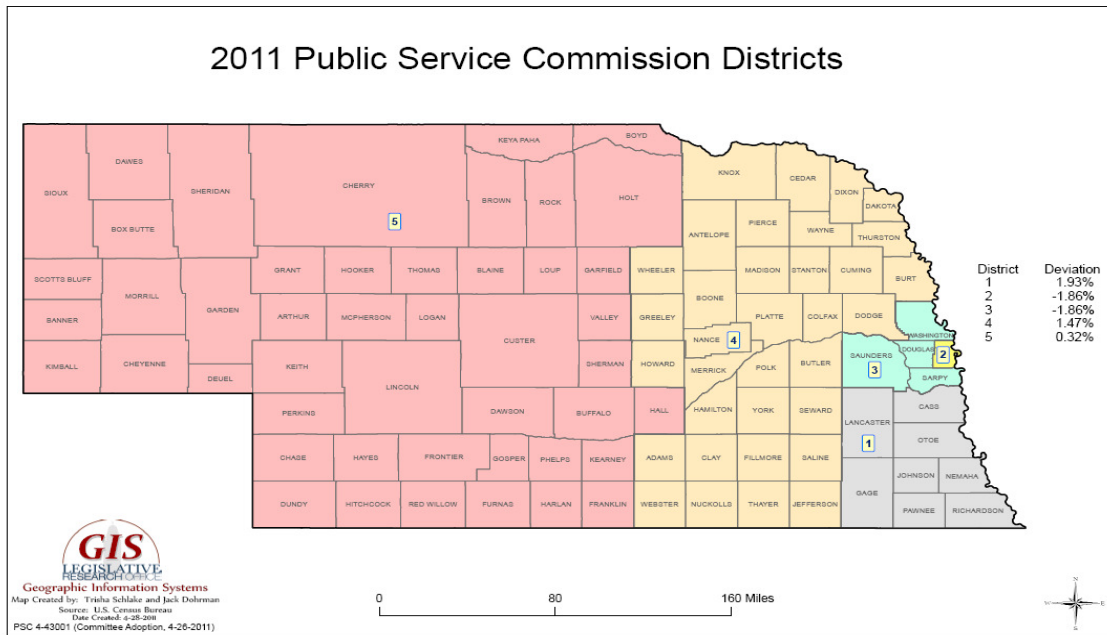 2011 Public Service Commission Districts
KEYA PAHA
BOYD
DAWES
SIOUX
SHERIDAN
CHERRY
KNOX
CEDAR
DIXON
BROWN
ROCK
HOLT
DAKOTA
BOX BUTTE
5
ANTELOPE
PIERCE
WAYNE
THURSTON
SCOTTS BLUFF
GRANT
HOOKER
THOMAS
BLAINE
LOUP
GARFIELD
WHEELER
MADISON
STANTON
CUMING
BURT
MORRILL
GARDEN
BOONE
BANNER
ARTHUR
MCPHERSON
LOGAN
VALLEY
GREELEY
PLATTE
COLFAX
DODGE
WASHINGTON
CUSTER
NANCE
4
DOUGLAS
2
KIMBALL
CHEYENNE
KEITH
SHERMAN
HOWARD
MERRICK
POLK
BUTLER
SAUNDERS
3
DEUEL
LINCOLN
SARPY
PERKINS
DAWSON
BUFFALO
HALL
HAMILTON
YORK
SEWARD
LANCASTER
CASS
1
OTOE
CHASE
HAYES
FRONTIER
GOSPER
PHELPS
KEARNEY
ADAMS
CLAY
FILLMORE
SALINE
GAGE
JOHNSON
NEMAHA
DUNDY
HITCHCOCK
RED WILLOW
FURNAS
HARLAN
FRANKLIN
WEBSTER
NUCKOLLS
THAYER
JEFFERSON
PAWNEE
RICHARDSON
District Deviation
1 1.93%
2 -1.86%
3 -1.86%
4 1.47%
5 0.32%
GIS
LEGISLATIVE
RESEARCH OFFICE
Geographic Information Systems
Map Created by: Trisha Schlake and Jack Dohrman
Source: U.S. Census Bureau
Date Created: 4-28-2011
PSC 4-43001 (Committee Adoption, 4-26-2011)
0 80 160 Miles